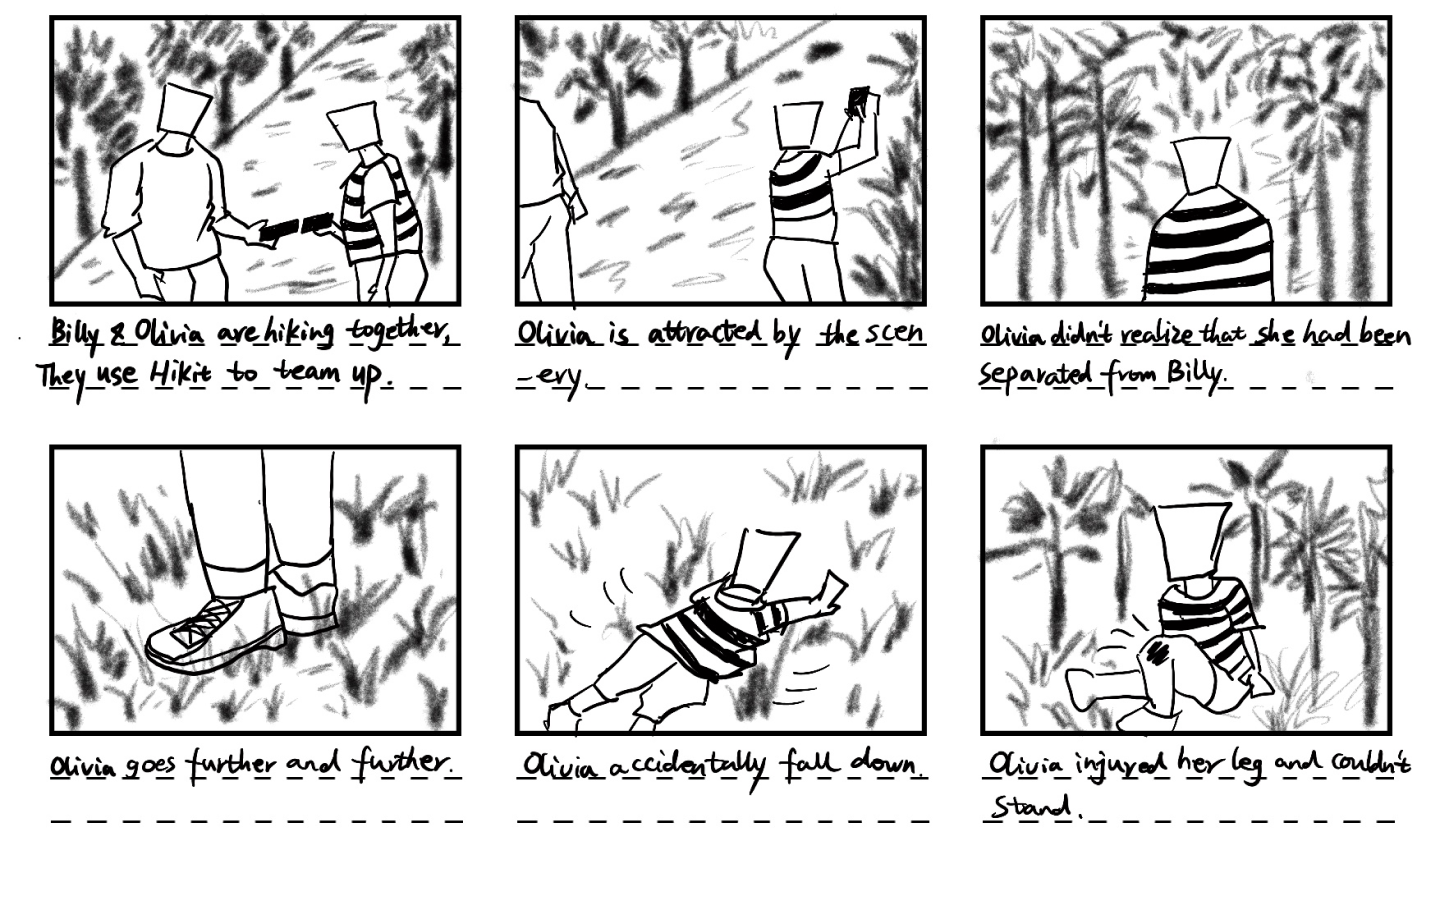 Billy & Olivia are hiking together,
They use Hikit to team up.
Olivia is attracted by the scen
-ery.
Olivia didn't realize that she had been
separated from Billy.
Olivia goes further and further.
Olivia accidentally fall down.
Olivia injured her leg and couldn't
stand.